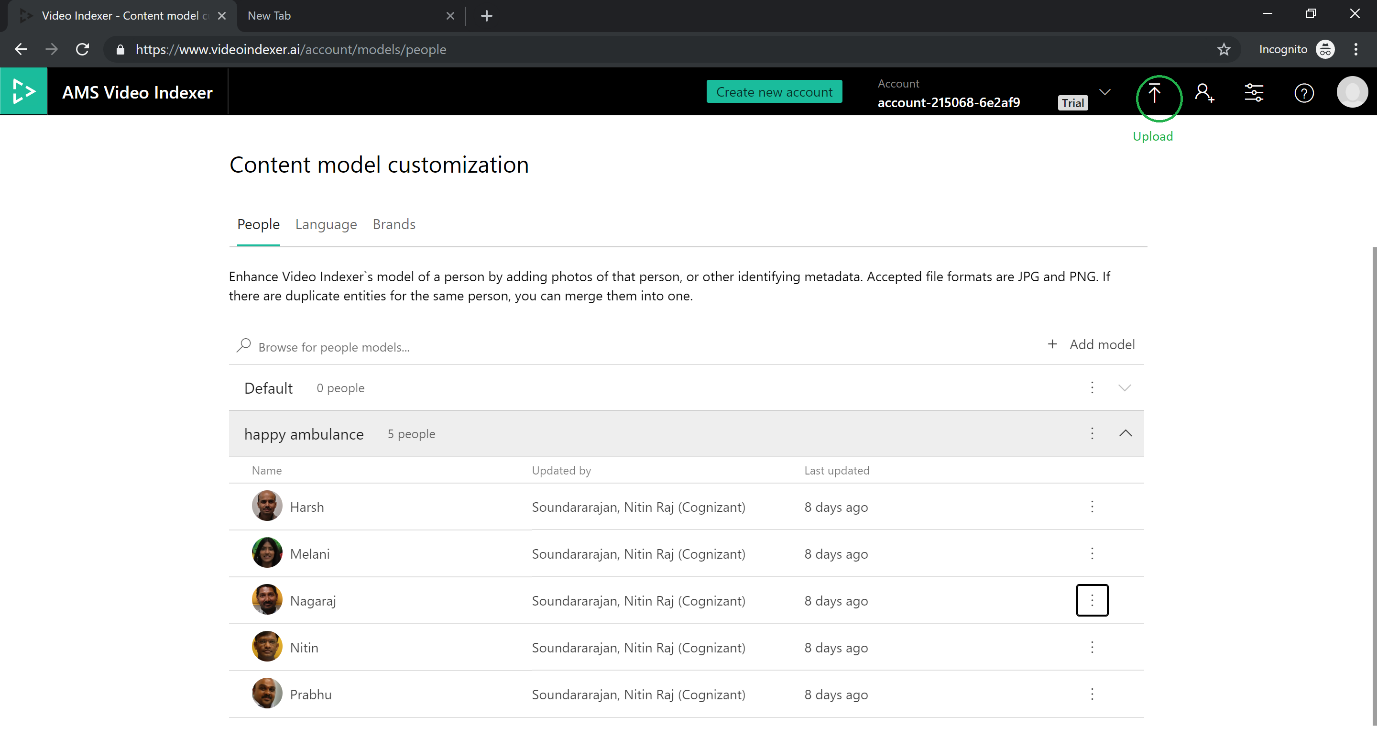 Video Indexer - Content model c
New Tab
https://www.videoindexer.ai/account/models/people
Incognito
AMS Video Indexer
Create new account
Account
account-215068-6e2af9
Trial
Upload
Content model customization
People Language Brands
Enhance Video Indexer`s model of a person by adding photos of that person, or other identifying metadata. Accepted file formats are JPG and PNG. If
there are duplicate entities for the same person, you can merge them into one.
Browse for people models...
+ Add model
Default 0 people
happy ambulance 5 people
Name Updated by Last updated
Harsh Soundararajan, Nitin Raj (Cognizant) 8 days ago
Melani Soundararajan, Nitin Raj (Cognizant) 8 days ago
Nagaraj Soundararajan, Nitin Raj (Cognizant) 8 days ago
Nitin Soundararajan, Nitin Raj (Cognizant) 8 days ago
Prabhu Soundararajan, Nitin Raj (Cognizant) 8 days ago